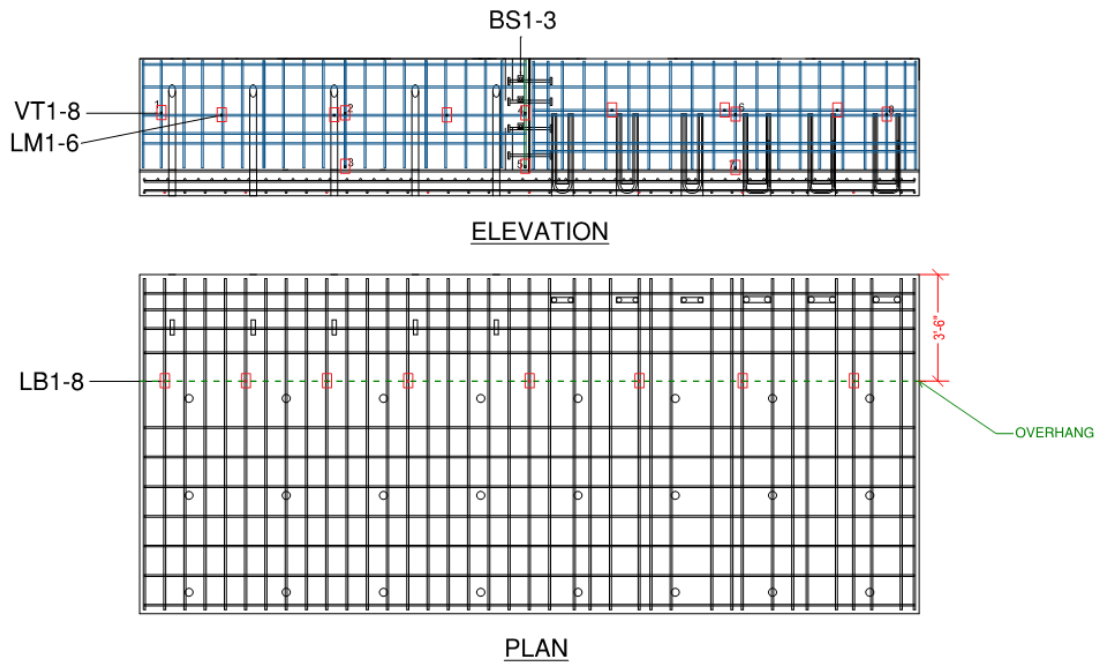 BS1-3
VT1-8
LM1-6
1
2
3
4
5
6
7
8
ELEVATION
3'-6"
LB1-8
OVERHANG
PLAN